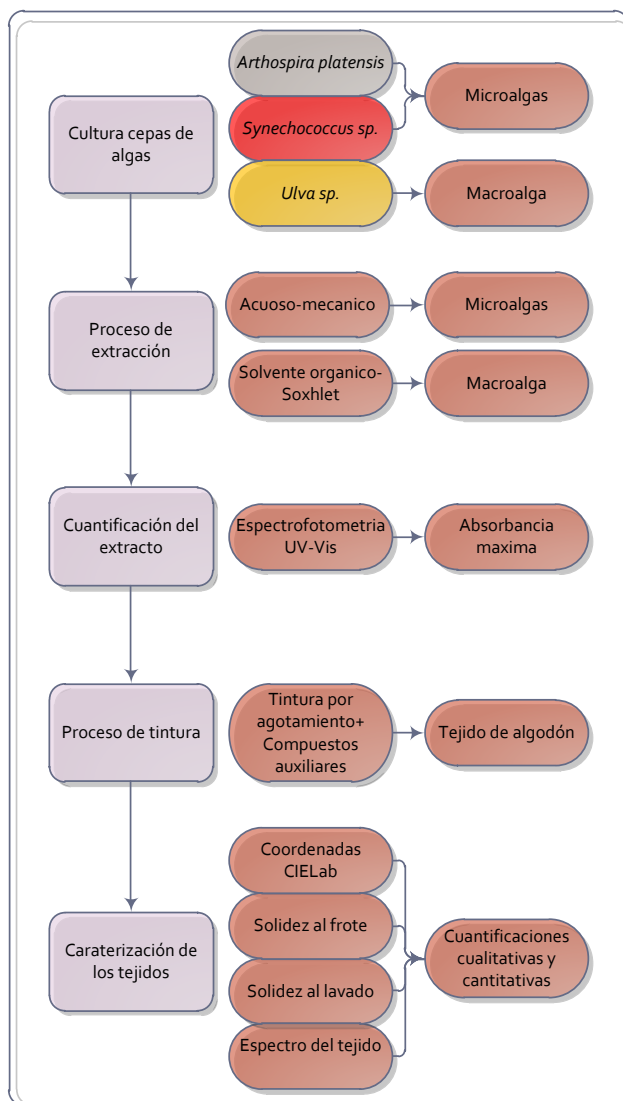 Cultura cepas de
algas
Arthospira platensis
Synechococcus sp.
Microalgas
Ulva sp.
Macroalga
Proceso de
extracción
Acuoso-mecanico
Microalgas
Solvente organico-
Soxhlet
Macroalga
Cuantificación del
extracto
Espectrofotometria
UV-Vis
Absorbancia
maxima
Proceso de tintura
Tintura por
agotamiento+
Compuestos
auxiliares
Tejido de algodón
Caraterización de
los tejidos
Coordenadas
CIELab
Solidez al frote
Solidez al lavado
Espectro del tejido
Cuantificaciones
cualitativas y
cantitativas